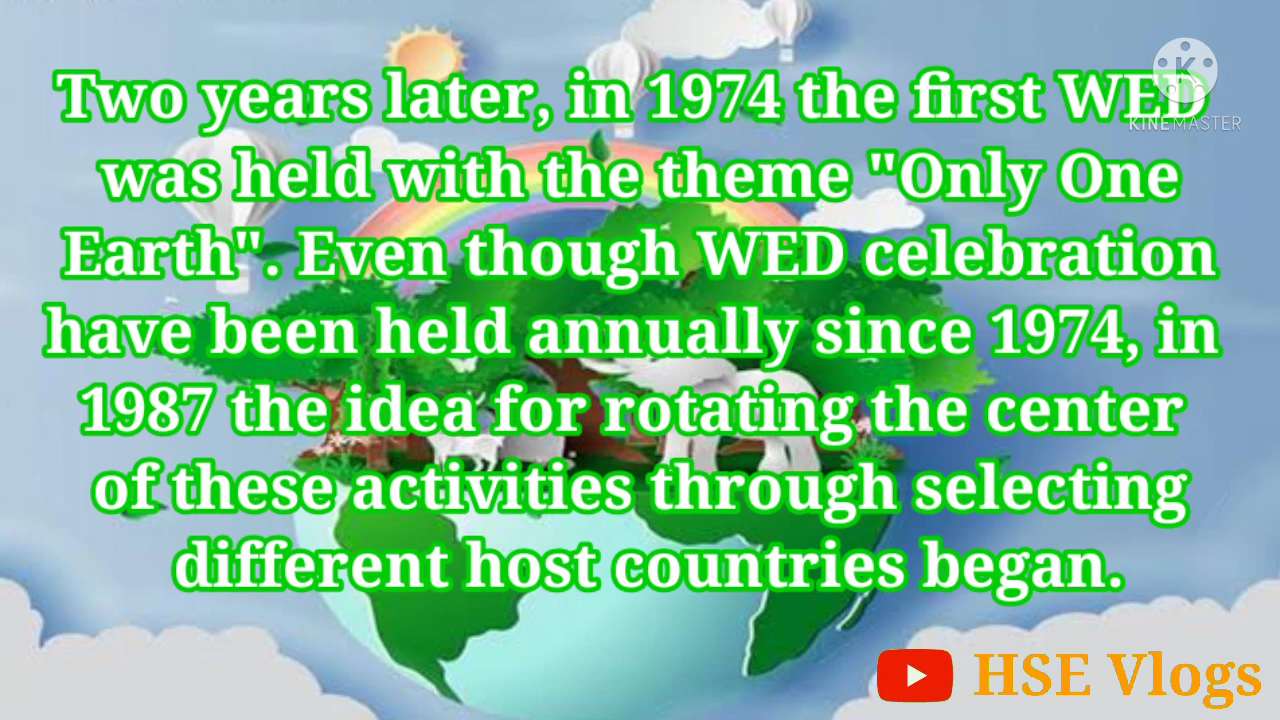 Two years later, in 1974 the first WED
was held with the theme "Only One
Earth". Even though WED celebration
have been held annually since 1974, in
1987 the idea for rotating the center
of these activities through selecting
different host countries began.
K
KINEMASTER
HSE Vlogs